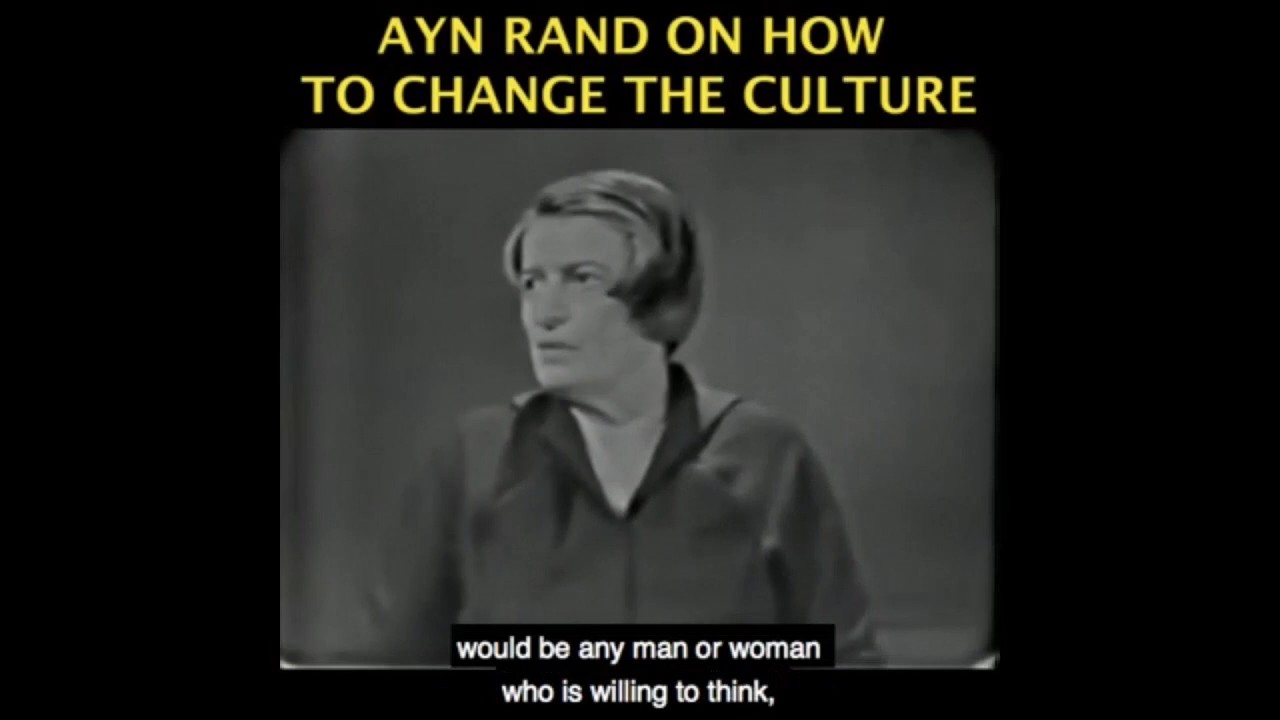 AYN RAND ON HOW
TO CHANGE THE CULTURE
would be any man or woman
who is willing to think,